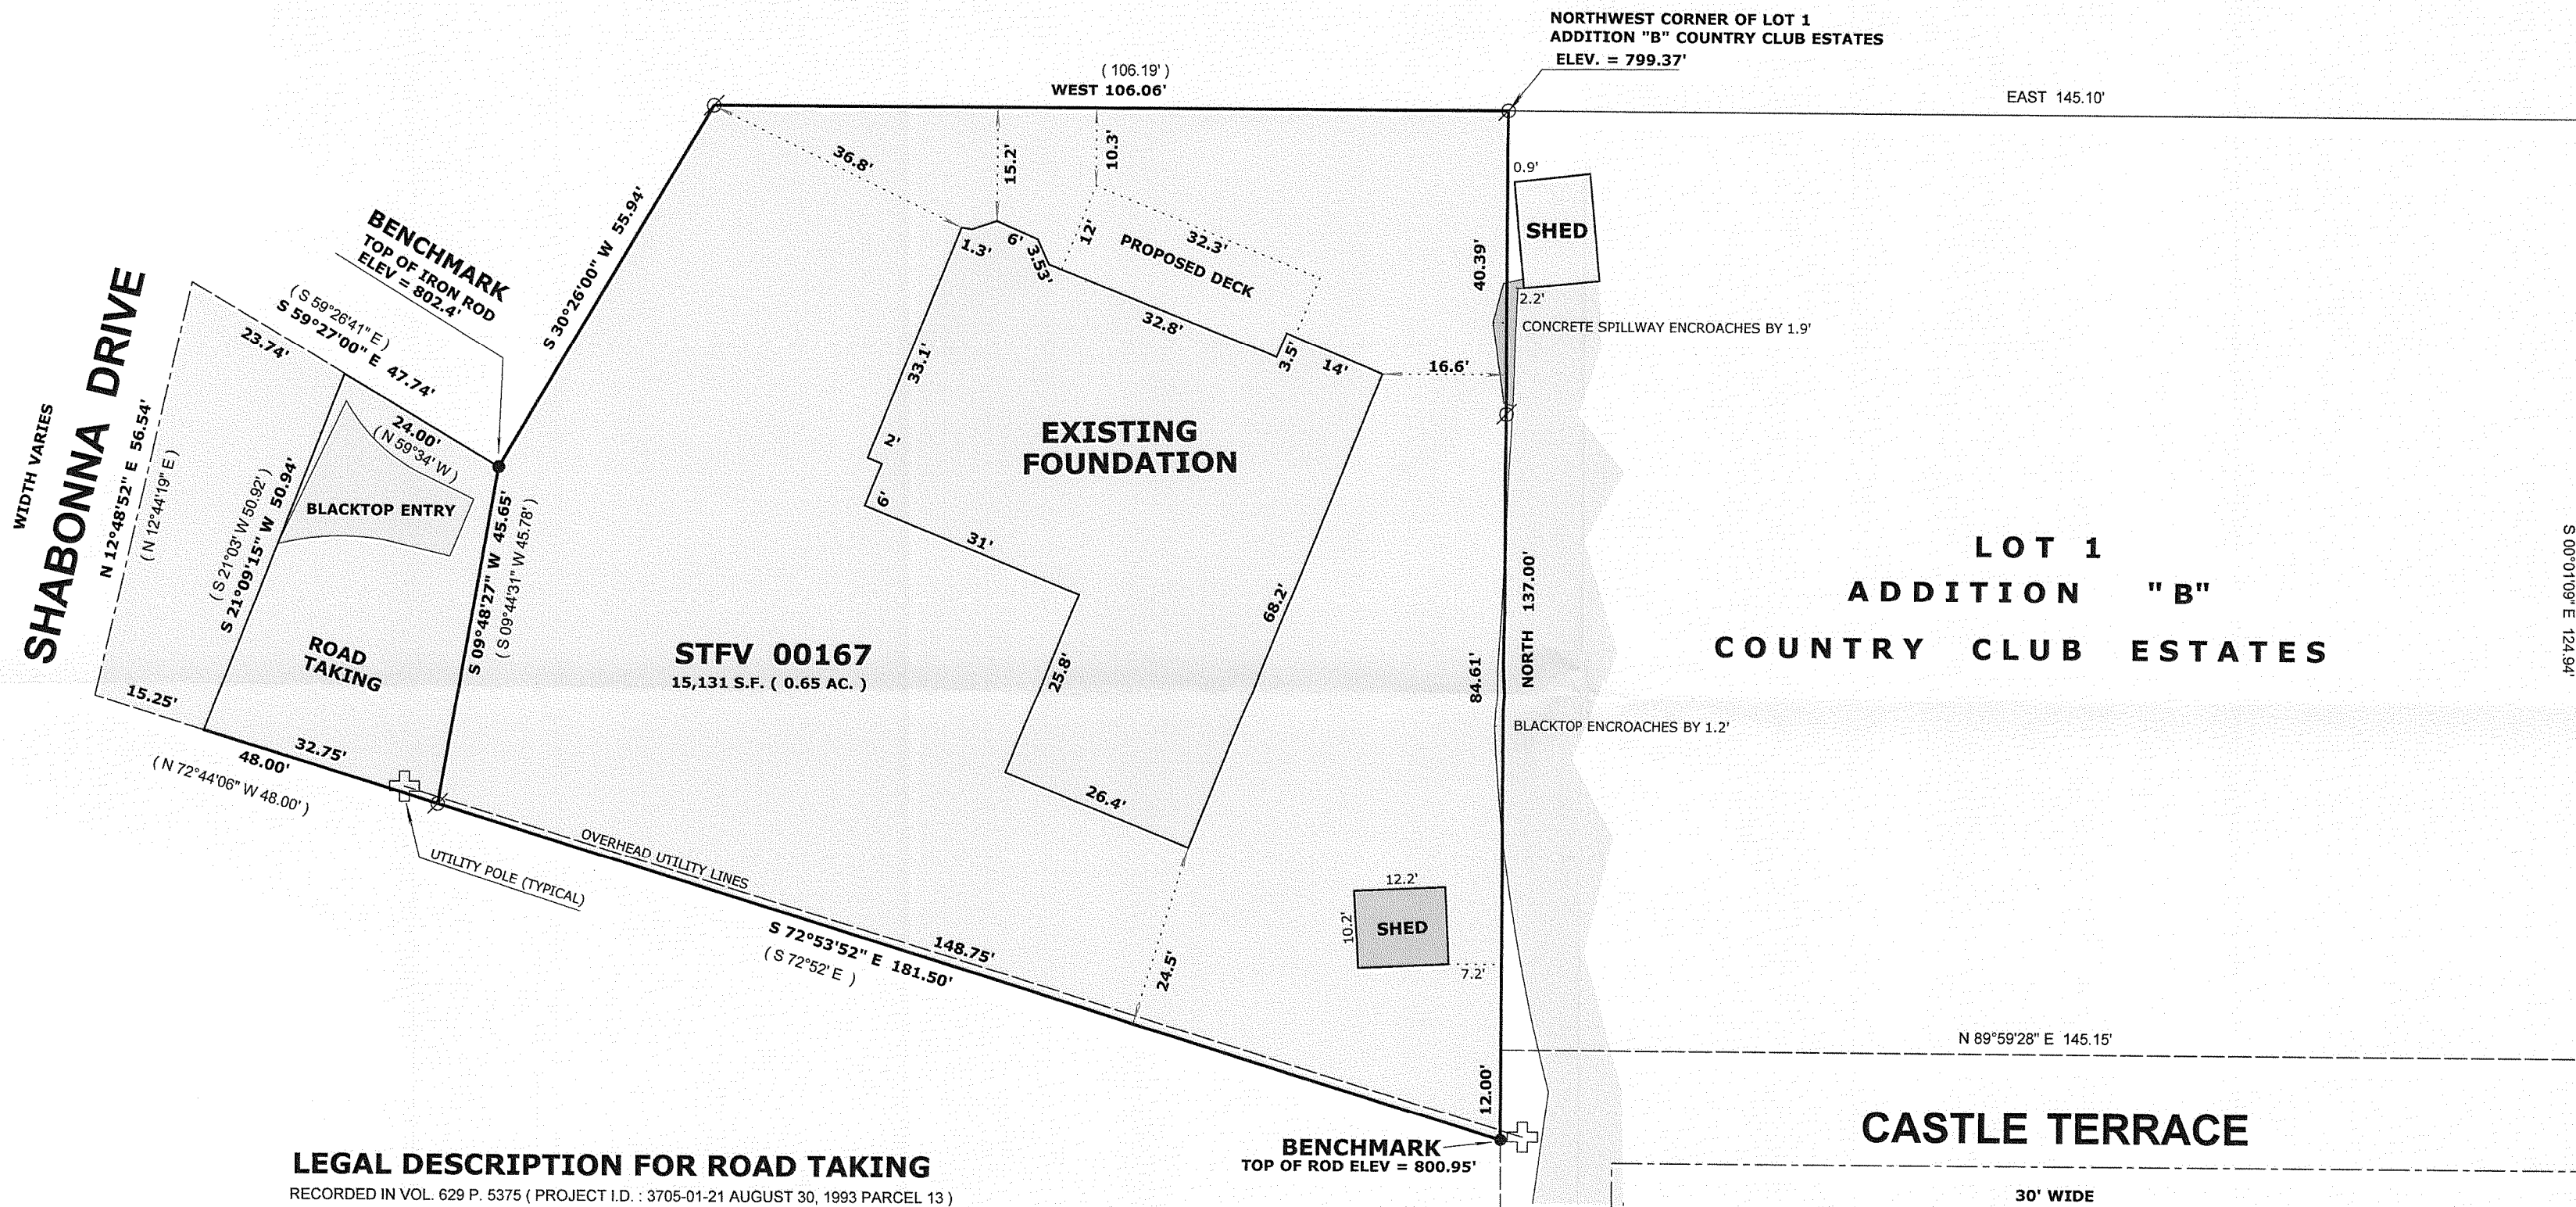 NORTHWEST CORNER OF LOT 1
ADDITION "B" COUNTRY CLUB ESTATES
ELEV. = 799.37'
( 106.19' )
WEST 106.06'
EAST 145.10'
36.8'
15.2'
10.3'
0.9'
SHED
40.39'
2.2'
CONCRETE SPILLWAY ENCROACHES BY 1.9'
BENCHMARK
TOP OF IRON ROD
ELEV = 802.4'
S 30°26'00" W 55.94'
1.3'
6'
3.53'
12'
32.3'
PROPOSED DECK
32.8'
3.5'
14'
16.6'
33.1'
2'
6'
31'
EXISTING
FOUNDATION
68.2'
25.8'
26.4'
SHABONNA DRIVE
WIDTH VARIES
( S 59°26'41" E )
S 59°27'00" E 47.74'
23.74'
24.00'
( N 59°34' W )
N 12°48'52" E 56.54'
( N 12°44'19" E )
( S 21°03' W 50.92' )
S 21°09'15" W 50.94'
BLACKTOP ENTRY
S 09°48'27" W 45.65'
( S 09°44'31" W 45.78' )
ROAD
TAKING
15.25'
32.75'
48.00'
( N 72°44'06" W 48.00' )
STFV 00167
15,131 S.F. ( 0.65 AC. )
NORTH 137.00'
84.61'
BLACKTOP ENCROACHES BY 1.2'
LOT 1
ADDITION "B"
COUNTRY CLUB ESTATES
S 00°01'09" E 124.94'
OVERHEAD UTILITY LINES
UTILITY POLE (TYPICAL)
148.75'
S 72°53'52" E 181.50'
( S 72°52' E )
24.5'
12.2'
10.2'
SHED
7.2'
12.00'
N 89°59'28" E 145.15'
CASTLE TERRACE
30' WIDE
BENCHMARK
TOP OF ROD ELEV = 800.95'
LEGAL DESCRIPTION FOR ROAD TAKING
RECORDED IN VOL. 629 P. 5375 ( PROJECT I.D. : 3705-01-21 AUGUST 30, 1993 PARCEL 13 )